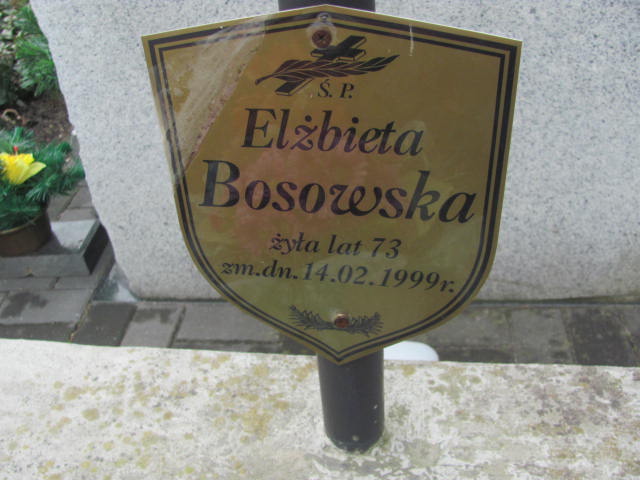 Ś. P.
Elżbieta
Bosowska
żyła lat 73
zm.dn.14.02.1999r.